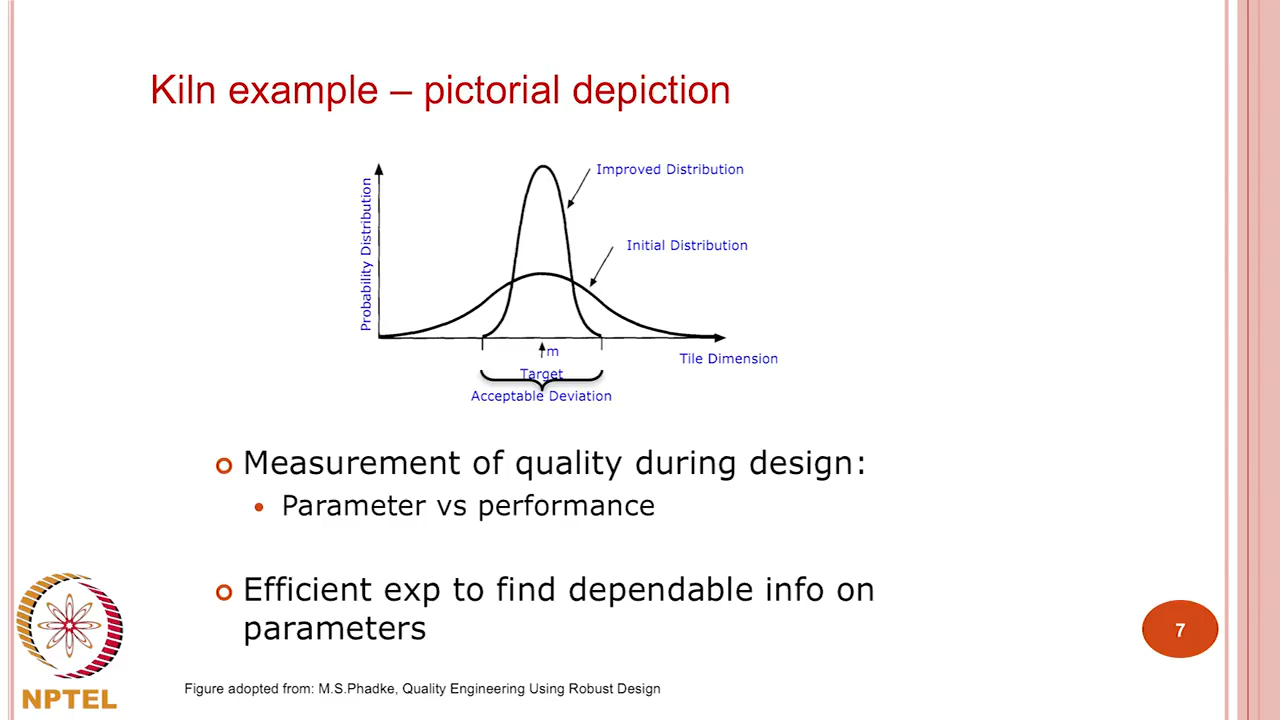 Kiln example – pictorial depiction
Probability Distribution
Improved Distribution
Initial Distribution
m
Tile Dimension
Target
Acceptable Deviation
Measurement of quality during design:
Parameter vs performance
Efficient exp to find dependable info on
parameters
7
NPTEL
Figure adopted from: M.S.Phadke, Quality Engineering Using Robust Design